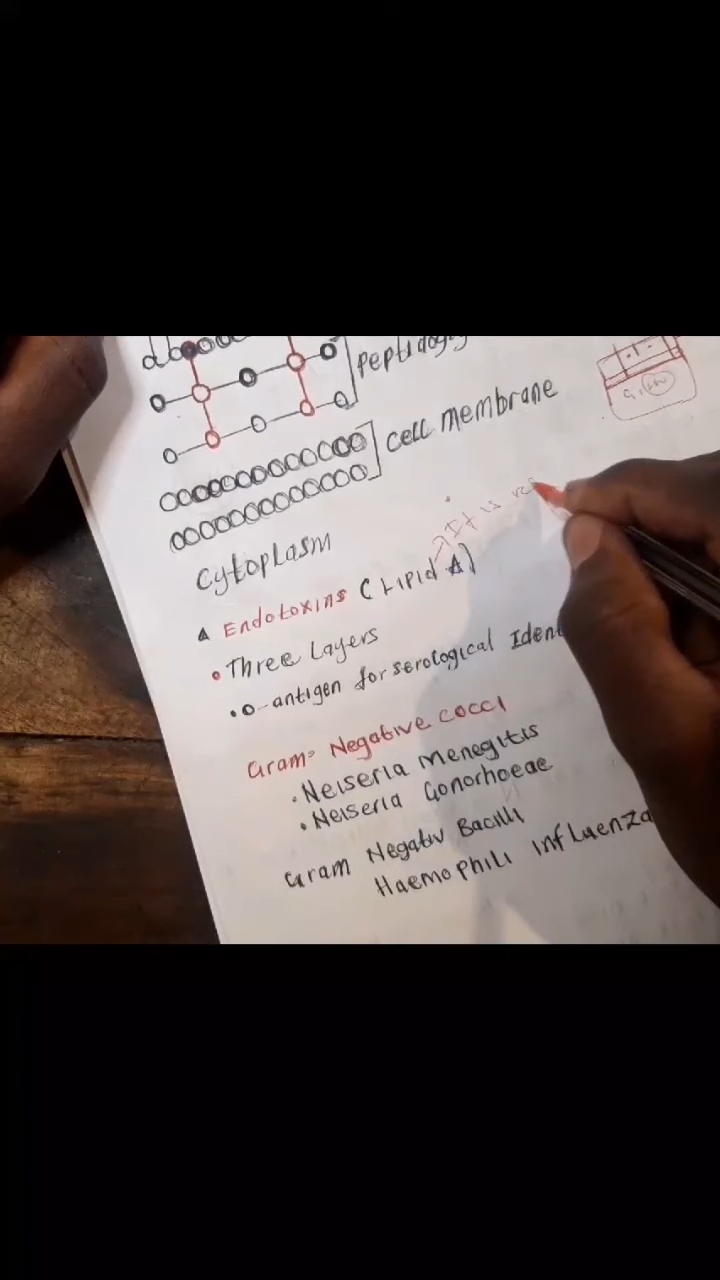 cell membrane
cytoplasm
It is
Endotoxins (Lipid A)
• Three Layers
• O-antigen for serological Iden
Gram- Negative cocci
• Neiseria Menegitis
• Neiseria Gonorhoeae
Gram Negativ Bacilli
Haemophili Influenza